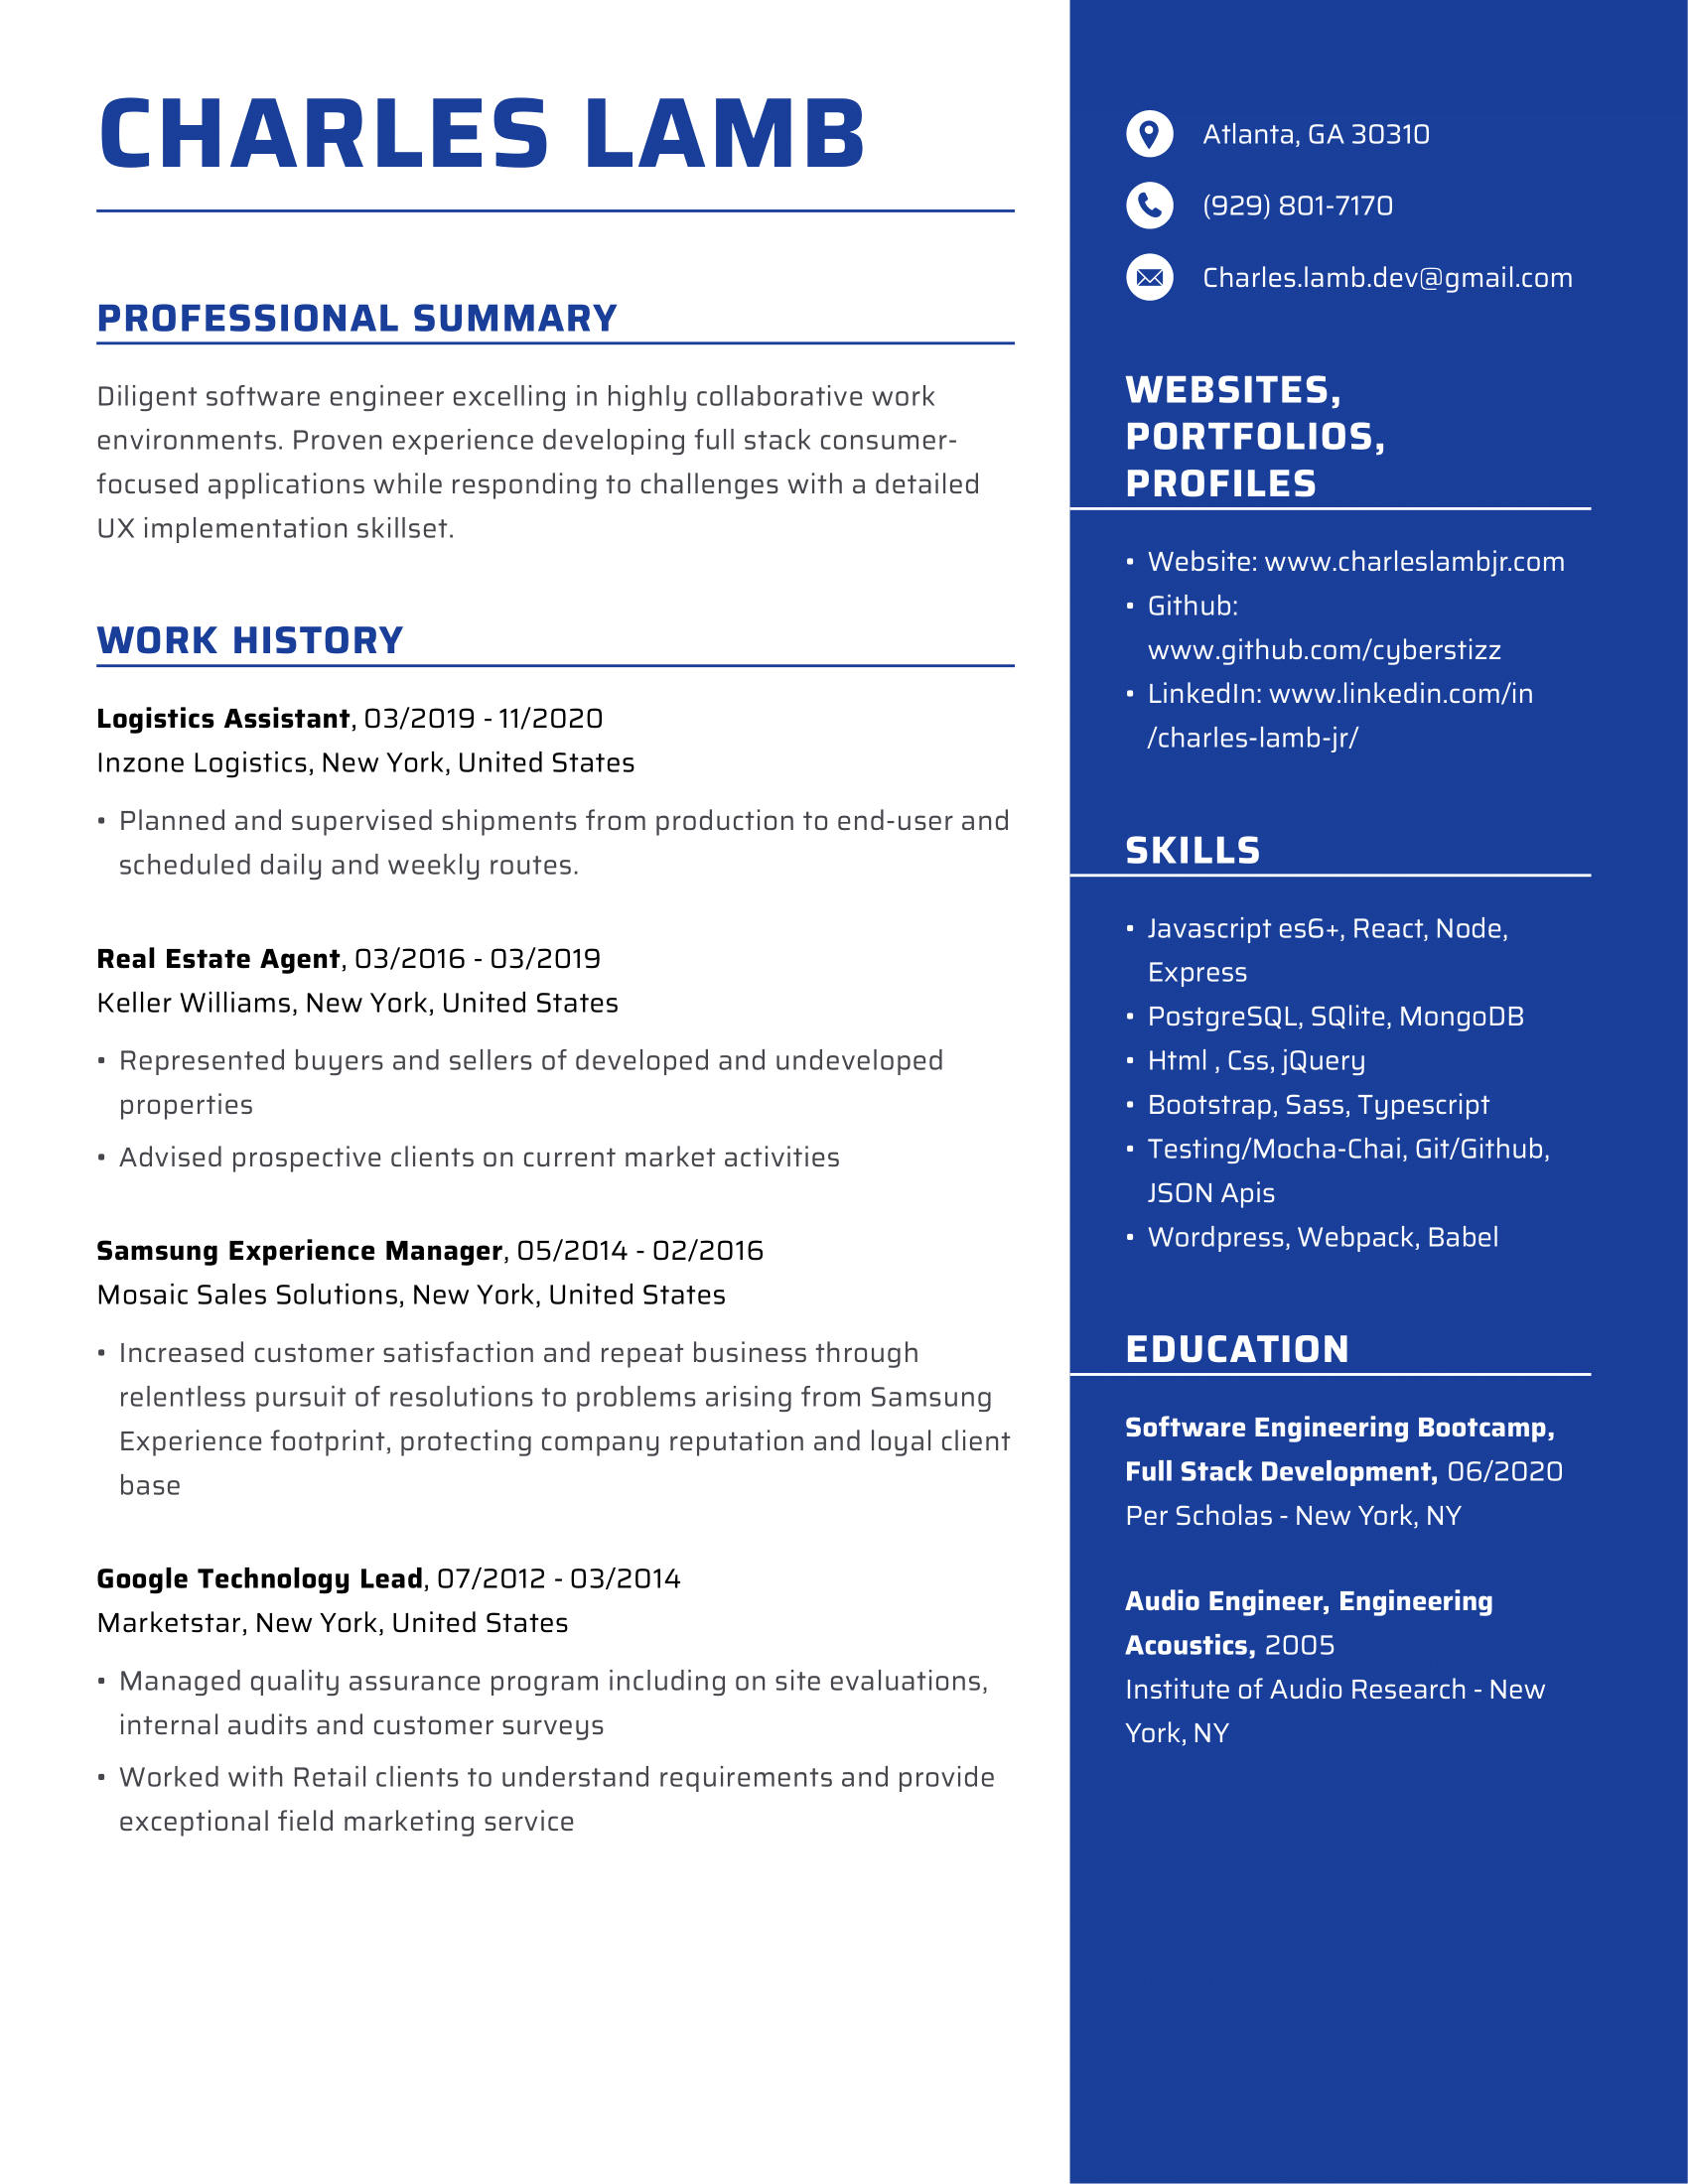 CHARLES LAMB
PROFESSIONAL SUMMARY
Diligent software engineer excelling in highly collaborative work
environments. Proven experience developing full stack consumer-
focused applications while responding to challenges with a detailed
UX implementation skillset.
WORK HISTORY
Logistics Assistant, 03/2019 - 11/2020
Inzone Logistics, New York, United States
• Planned and supervised shipments from production to end-user and
scheduled daily and weekly routes.
Real Estate Agent, 03/2016 - 03/2019
Keller Williams, New York, United States
• Represented buyers and sellers of developed and undeveloped
properties
• Advised prospective clients on current market activities
Samsung Experience Manager, 05/2014 - 02/2016
Mosaic Sales Solutions, New York, United States
• Increased customer satisfaction and repeat business through
relentless pursuit of resolutions to problems arising from Samsung
Experience footprint, protecting company reputation and loyal client
base
Google Technology Lead, 07/2012 - 03/2014
Marketstar, New York, United States
• Managed quality assurance program including on site evaluations,
internal audits and customer surveys
• Worked with Retail clients to understand requirements and provide
exceptional field marketing service
Atlanta, GA 30310
(929) 801-7170
Charles.lamb.dev@gmail.com
WEBSITES,
PORTFOLIOS,
PROFILES
• Website: www.charleslambjr.com
• Github:
www.github.com/cyberstizz
• LinkedIn: www.linkedin.com/in
/charles-lamb-jr/
SKILLS
• Javascript es6+, React, Node,
Express
• PostgreSQL, SQlite, MongoDB
• Html , Css, jQuery
• Bootstrap, Sass, Typescript
• Testing/Mocha-Chai, Git/Github,
JSON Apis
• Wordpress, Webpack, Babel
EDUCATION
Software Engineering Bootcamp,
Full Stack Development, 06/2020
Per Scholas - New York, NY
Audio Engineer, Engineering
Acoustics, 2005
Institute of Audio Research - New
York, NY